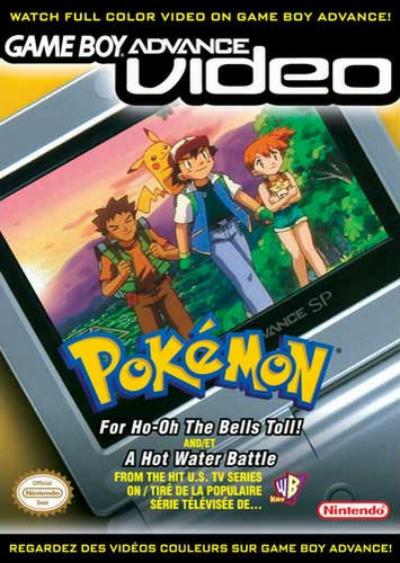 WATCH FULL COLOR VIDEO ON GAME BOY ADVANCE!
GAME BOY ADVANCE
Video
ADVANCE SP
POKéMON
For Ho-Oh The Bells Toll!
AND/ET
A Hot Water Battle
FROM THE HIT U.S. TV SERIES
ON / TIRÉ DE LA POPULAIRE
SÉRIE TÉLÉVISÉE DE...
Kids WB
Official
Nintendo
Seal
Nintendo
REGARDEZ DES VIDÉOS COULEURS SUR GAME BOY ADVANCE!